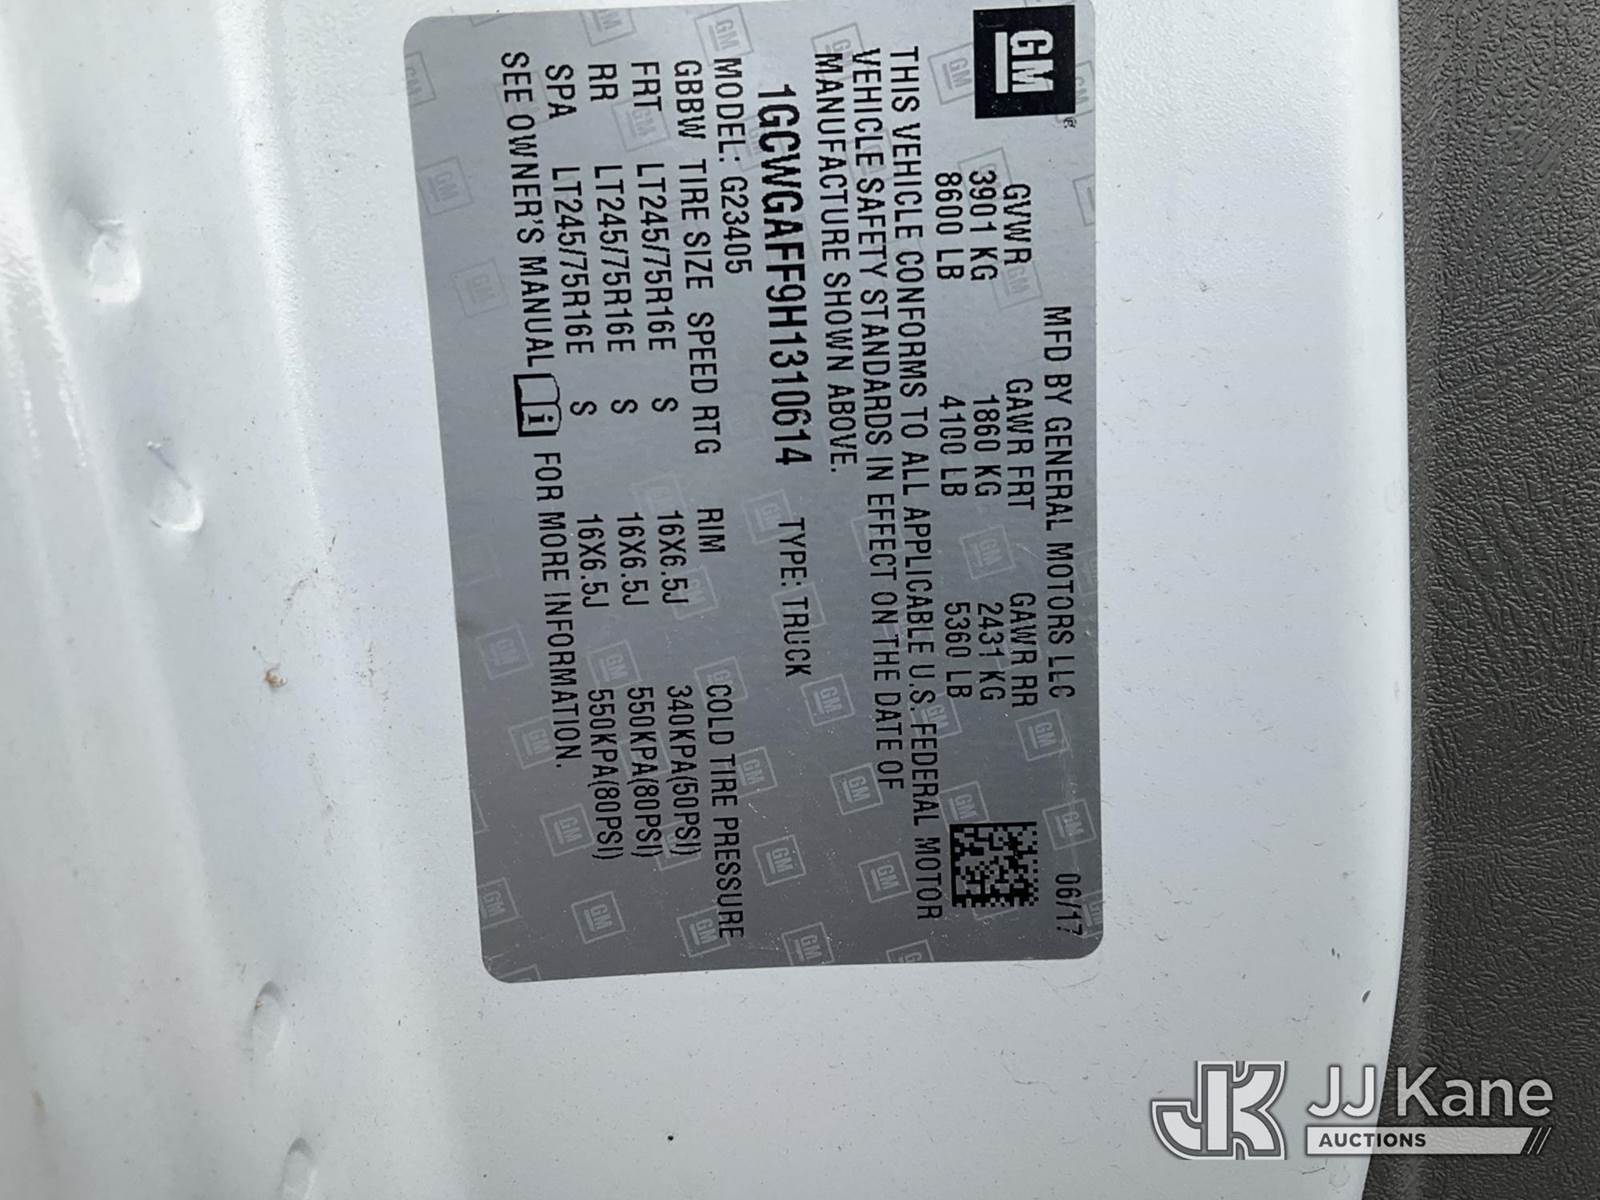 GM
MFD BY GENERAL MOTORS LLC 06/17
GVWR GAWR FRT GAWR RR
3901 KG 1860 KG 2431 KG
8600 LB 4100 LB 5360 LB
THIS VEHICLE CONFORMS TO ALL APPLICABLE U.S. FEDERAL MOTOR
VEHICLE SAFETY STANDARDS IN EFFECT ON THE DATE OF
MANUFACTURE SHOWN ABOVE.
1GCWGAFF9H1310614 TYPE: TRUCK
MODEL: G23405
GBBW TIRE SIZE SPEED RTG RIM COLD TIRE PRESSURE
FRT LT245/75R16E S 16X6.5J 340KPA(50PSI)
RR LT245/75R16E S 16X6.5J 550KPA(80PSI)
SPA LT245/75R16E S 16X6.5J 550KPA(80PSI)
SEE OWNER'S MANUAL i FOR MORE INFORMATION.
JK JJ Kane
AUCTIONS